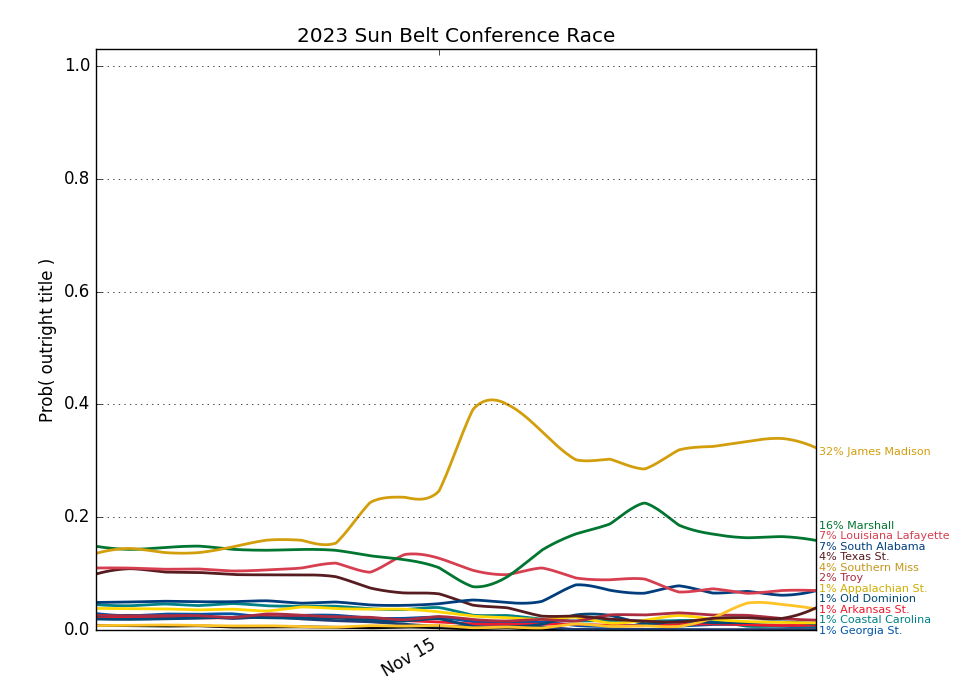 2023 Sun Belt Conference Race
Prob( outright title )
1.0
0.8
0.6
0.4
0.2
0.0
Nov 15
32% James Madison
16% Marshall
7% Louisiana Lafayette
7% South Alabama
4% Texas St.
4% Southern Miss
2% Troy
1% Appalachian St.
1% Old Dominion
1% Arkansas St.
1% Coastal Carolina
1% Georgia St.